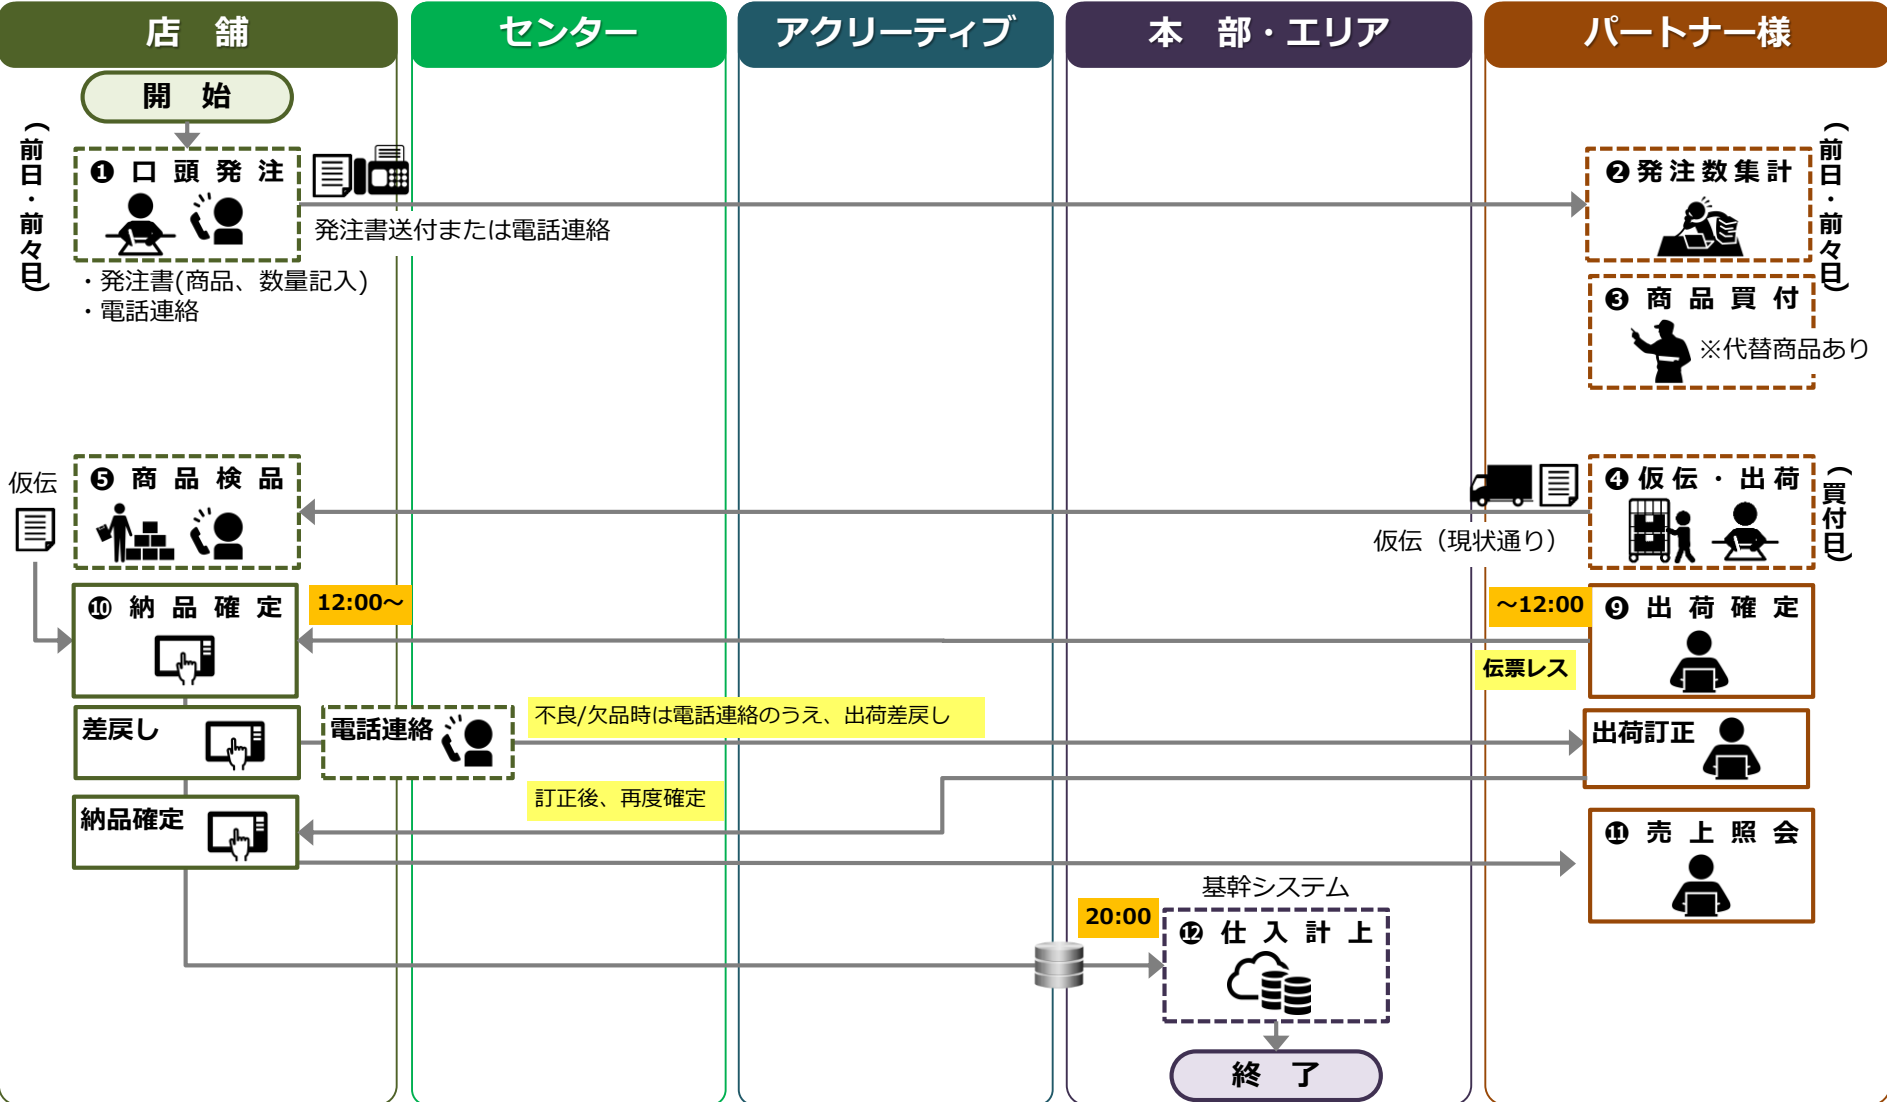 店 舗
センター
アクリーティブ
本 部・エリア
パートナー様
開 始
(前日・前々日)
❶口頭発注
発注書送付または電話連絡
・発注書(商品、数量記入)
・電話連絡
❷発注数集計
(前日・前々日)
❸商品買付
※代替商品あり
仮伝
❺商品検品
仮伝（現状通り）
❹仮伝・出荷
(買付日)
❿納品確定
12:00～
～12:00
❾出荷確定
伝票レス
差戻し
電話連絡
不良/欠品時は電話連絡のうえ、出荷差戻し
出荷訂正
訂正後、再度確定
納品確定
⓫売上照会
基幹システム
20:00
⓬仕入計上
終 了